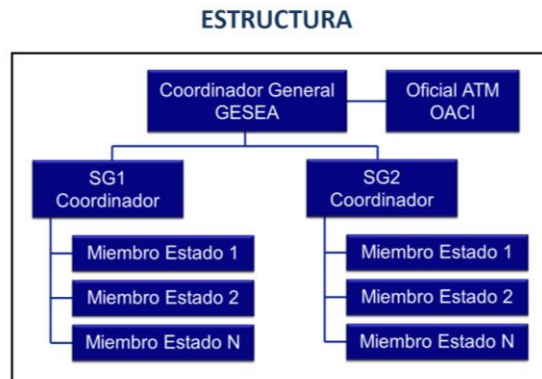 ESTRUCTURA
Coordinador General
GESEA
Oficial ATM
OACI
SG1
Coordinador
SG2
Coordinador
Miembro Estado 1
Miembro Estado 2
Miembro Estado N
Miembro Estado 1
Miembro Estado 2
Miembro Estado N